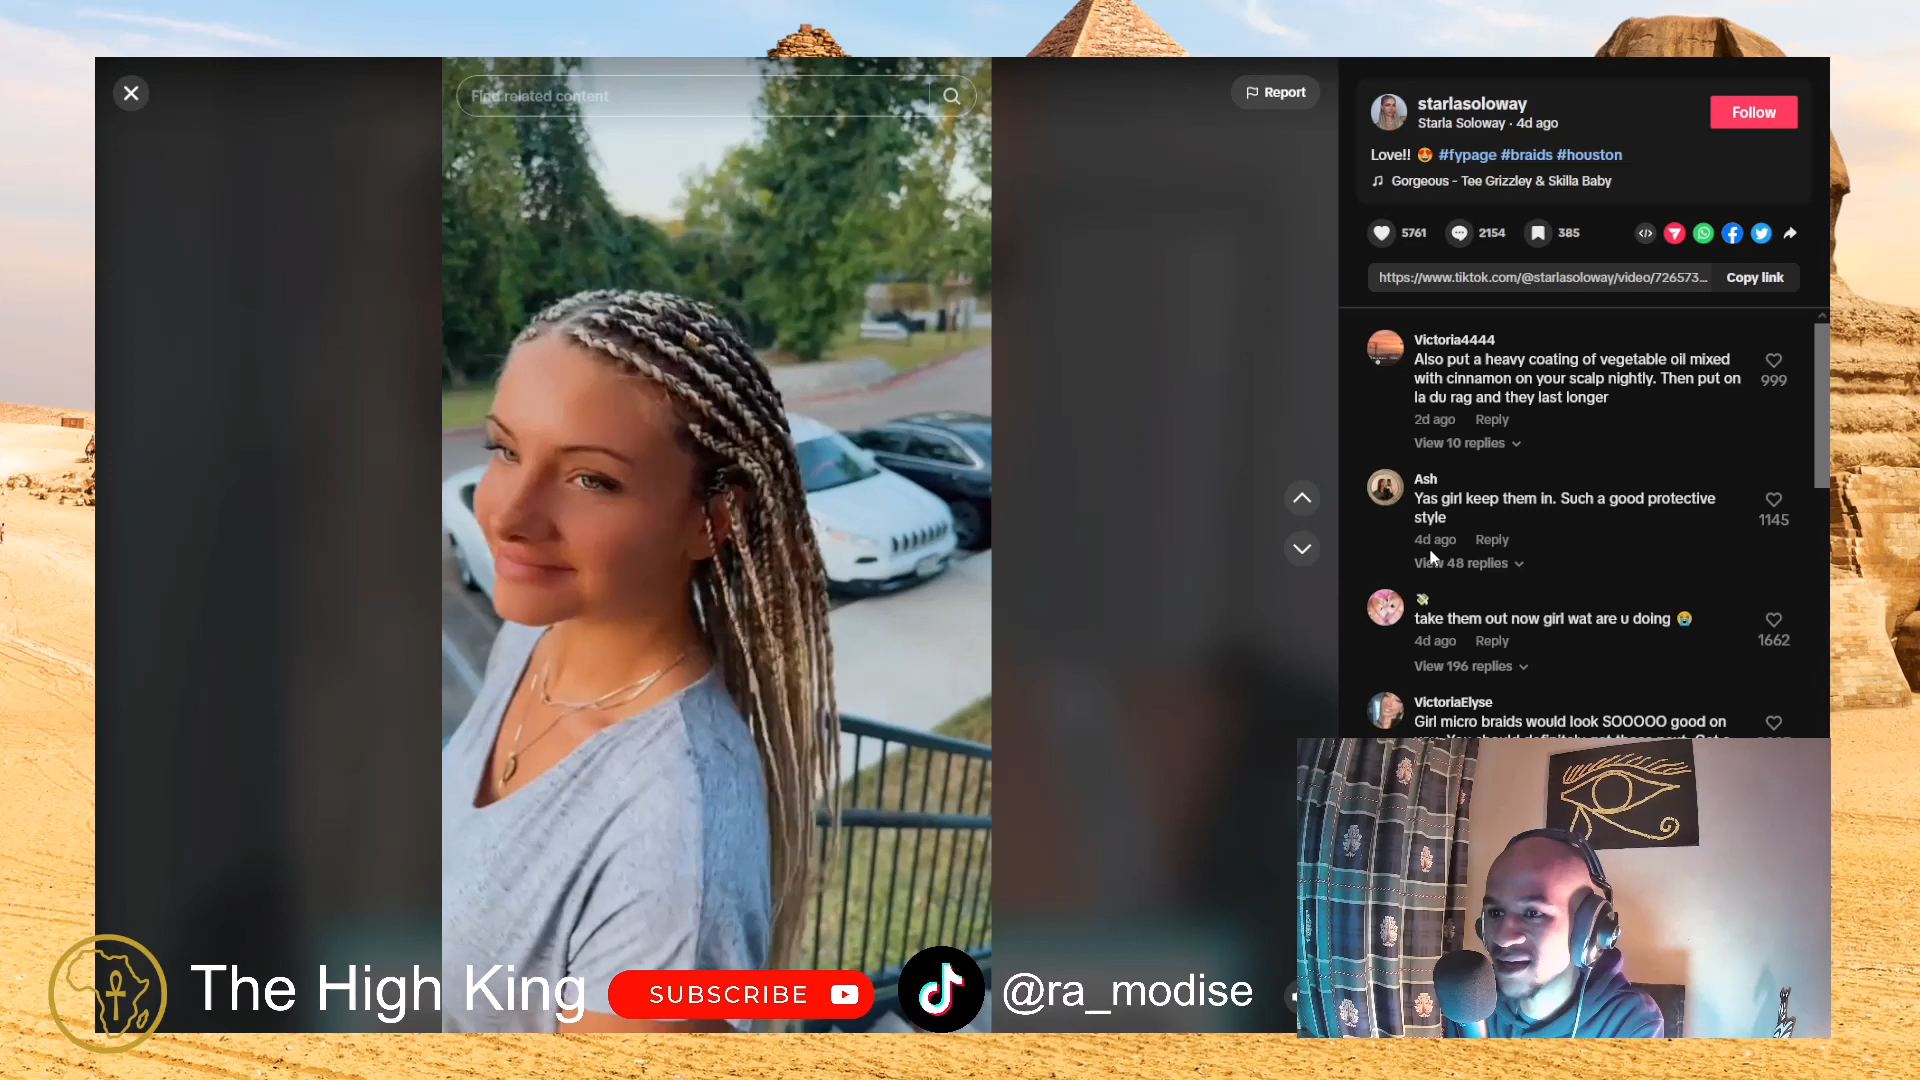 Find related content
Report
starlasoloway
Starla Soloway · 4d ago
Follow
Love!! 😍 #fypage #braids #houston
Gorgeous - Tee Grizzley & Skilla Baby
5761
2154
385
https://www.tiktok.com/@starlasoloway/video/726573...
Copy link
Victoria4444
Also put a heavy coating of vegetable oil mixed
with cinnamon on your scalp nightly. Then put on
la du rag and they last longer
999
2d ago Reply
View 10 replies
Ash
Yas girl keep them in. Such a good protective
style
1145
4d ago Reply
View 48 replies
💸
take them out now girl wat are u doing 😭
1662
4d ago Reply
View 196 replies
VictoriaElyse
Girl micro braids would look SOOOOO good on
The High King
SUBSCRIBE
@ra_modise